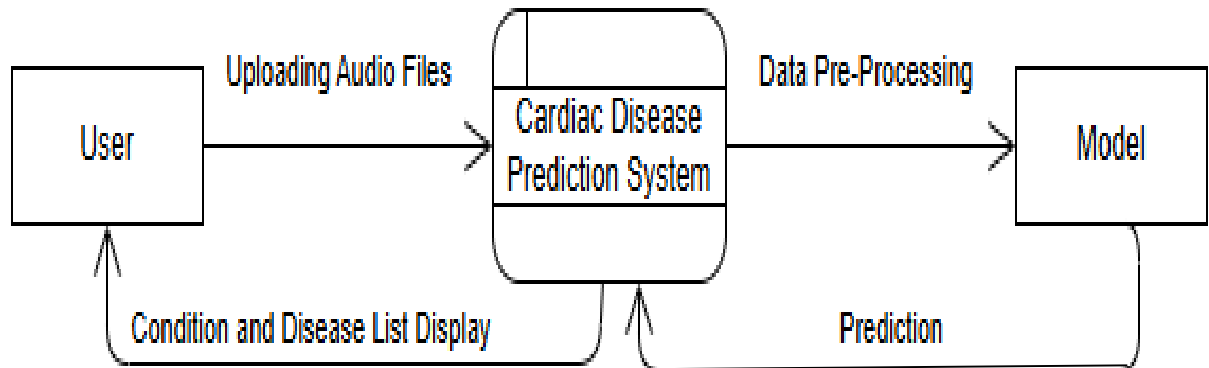 Uploading Audio Files
Data Pre-Processing
User
Cardiac Disease
Prediction System
Model
Condition and Disease List Display
Prediction